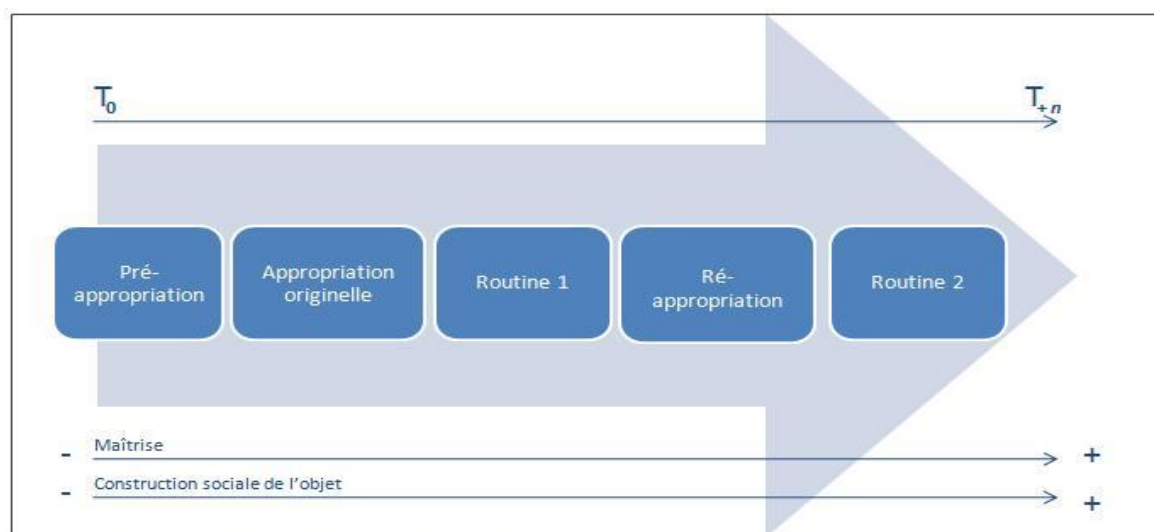 T0
T+n
Pré-
appropriation
Appropriation
originelle
Routine 1
Ré-
appropriation
Routine 2
- Maîtrise +
- Construction sociale de l'objet +